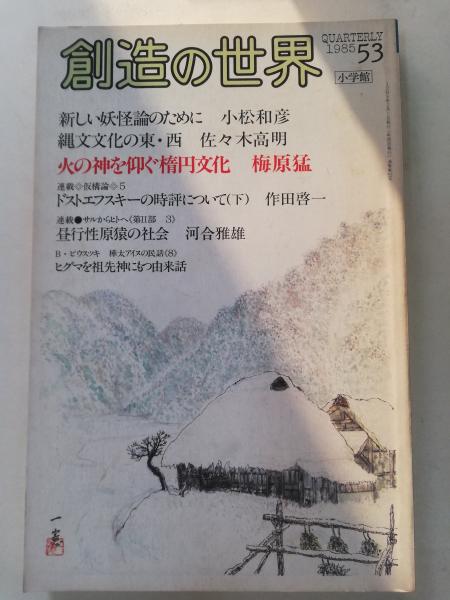 創造の世界
QUARTERLY
1985 53
小学館
新しい妖怪論のために 小松和彦
縄文文化の東・西 佐々木高明
火の神を仰ぐ楕円文化 梅原猛
連載◎仮構論◎5
ドストエフスキーの時評について(下) 作田啓一
連載●サルからヒトへ〈第II部 3〉
昼行性原猿の社会 河合雅雄
B・ピウスツキ 樺太アイヌの民話(8)
ヒグマを祖先神にもつ由来話